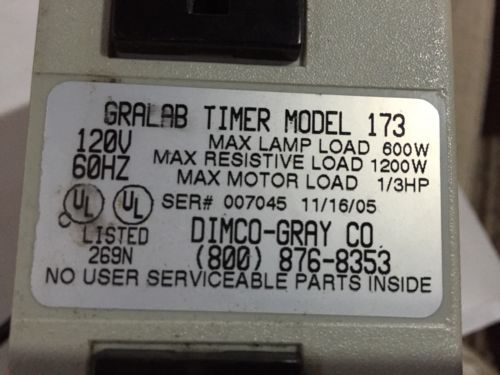 GRALAB TIMER MODEL 173
120V MAX LAMP LOAD 600W
60HZ MAX RESISTIVE LOAD 1200W
MAX MOTOR LOAD 1/3HP
UL UL SER# 007045 11/16/05
LISTED DIMCO-GRAY CO.
269N (800) 876-8353
NO USER SERVICEABLE PARTS INSIDE